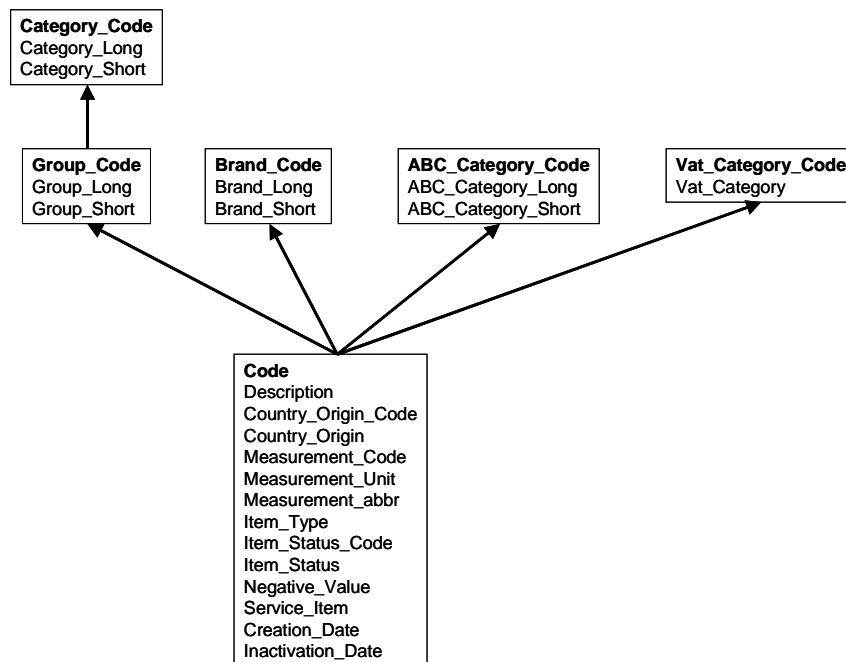 Category_Code
Category_Long
Category_Short
Group_Code
Group_Long
Group_Short
Brand_Code
Brand_Long
Brand_Short
ABC_Category_Code
ABC_Category_Long
ABC_Category_Short
Vat_Category_Code
Vat_Category
Code
Description
Country_Origin_Code
Country_Origin
Measurement_Code
Measurement_Unit
Measurement_abbr
Item_Type
Item_Status_Code
Item_Status
Negative_Value
Service_Item
Creation_Date
Inactivation_Date